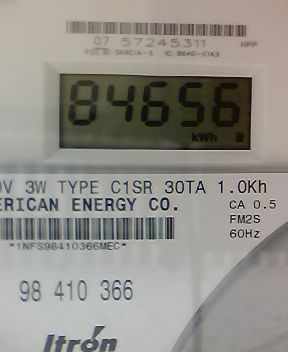 07 57245311 HPP
84656
kWh
0V 3W TYPE C1SR 30TA 1.0Kh
ERICAN ENERGY CO. CA 0.5
FM2S
60Hz
*1NFS98410366MEC*
98 410 366
Itron